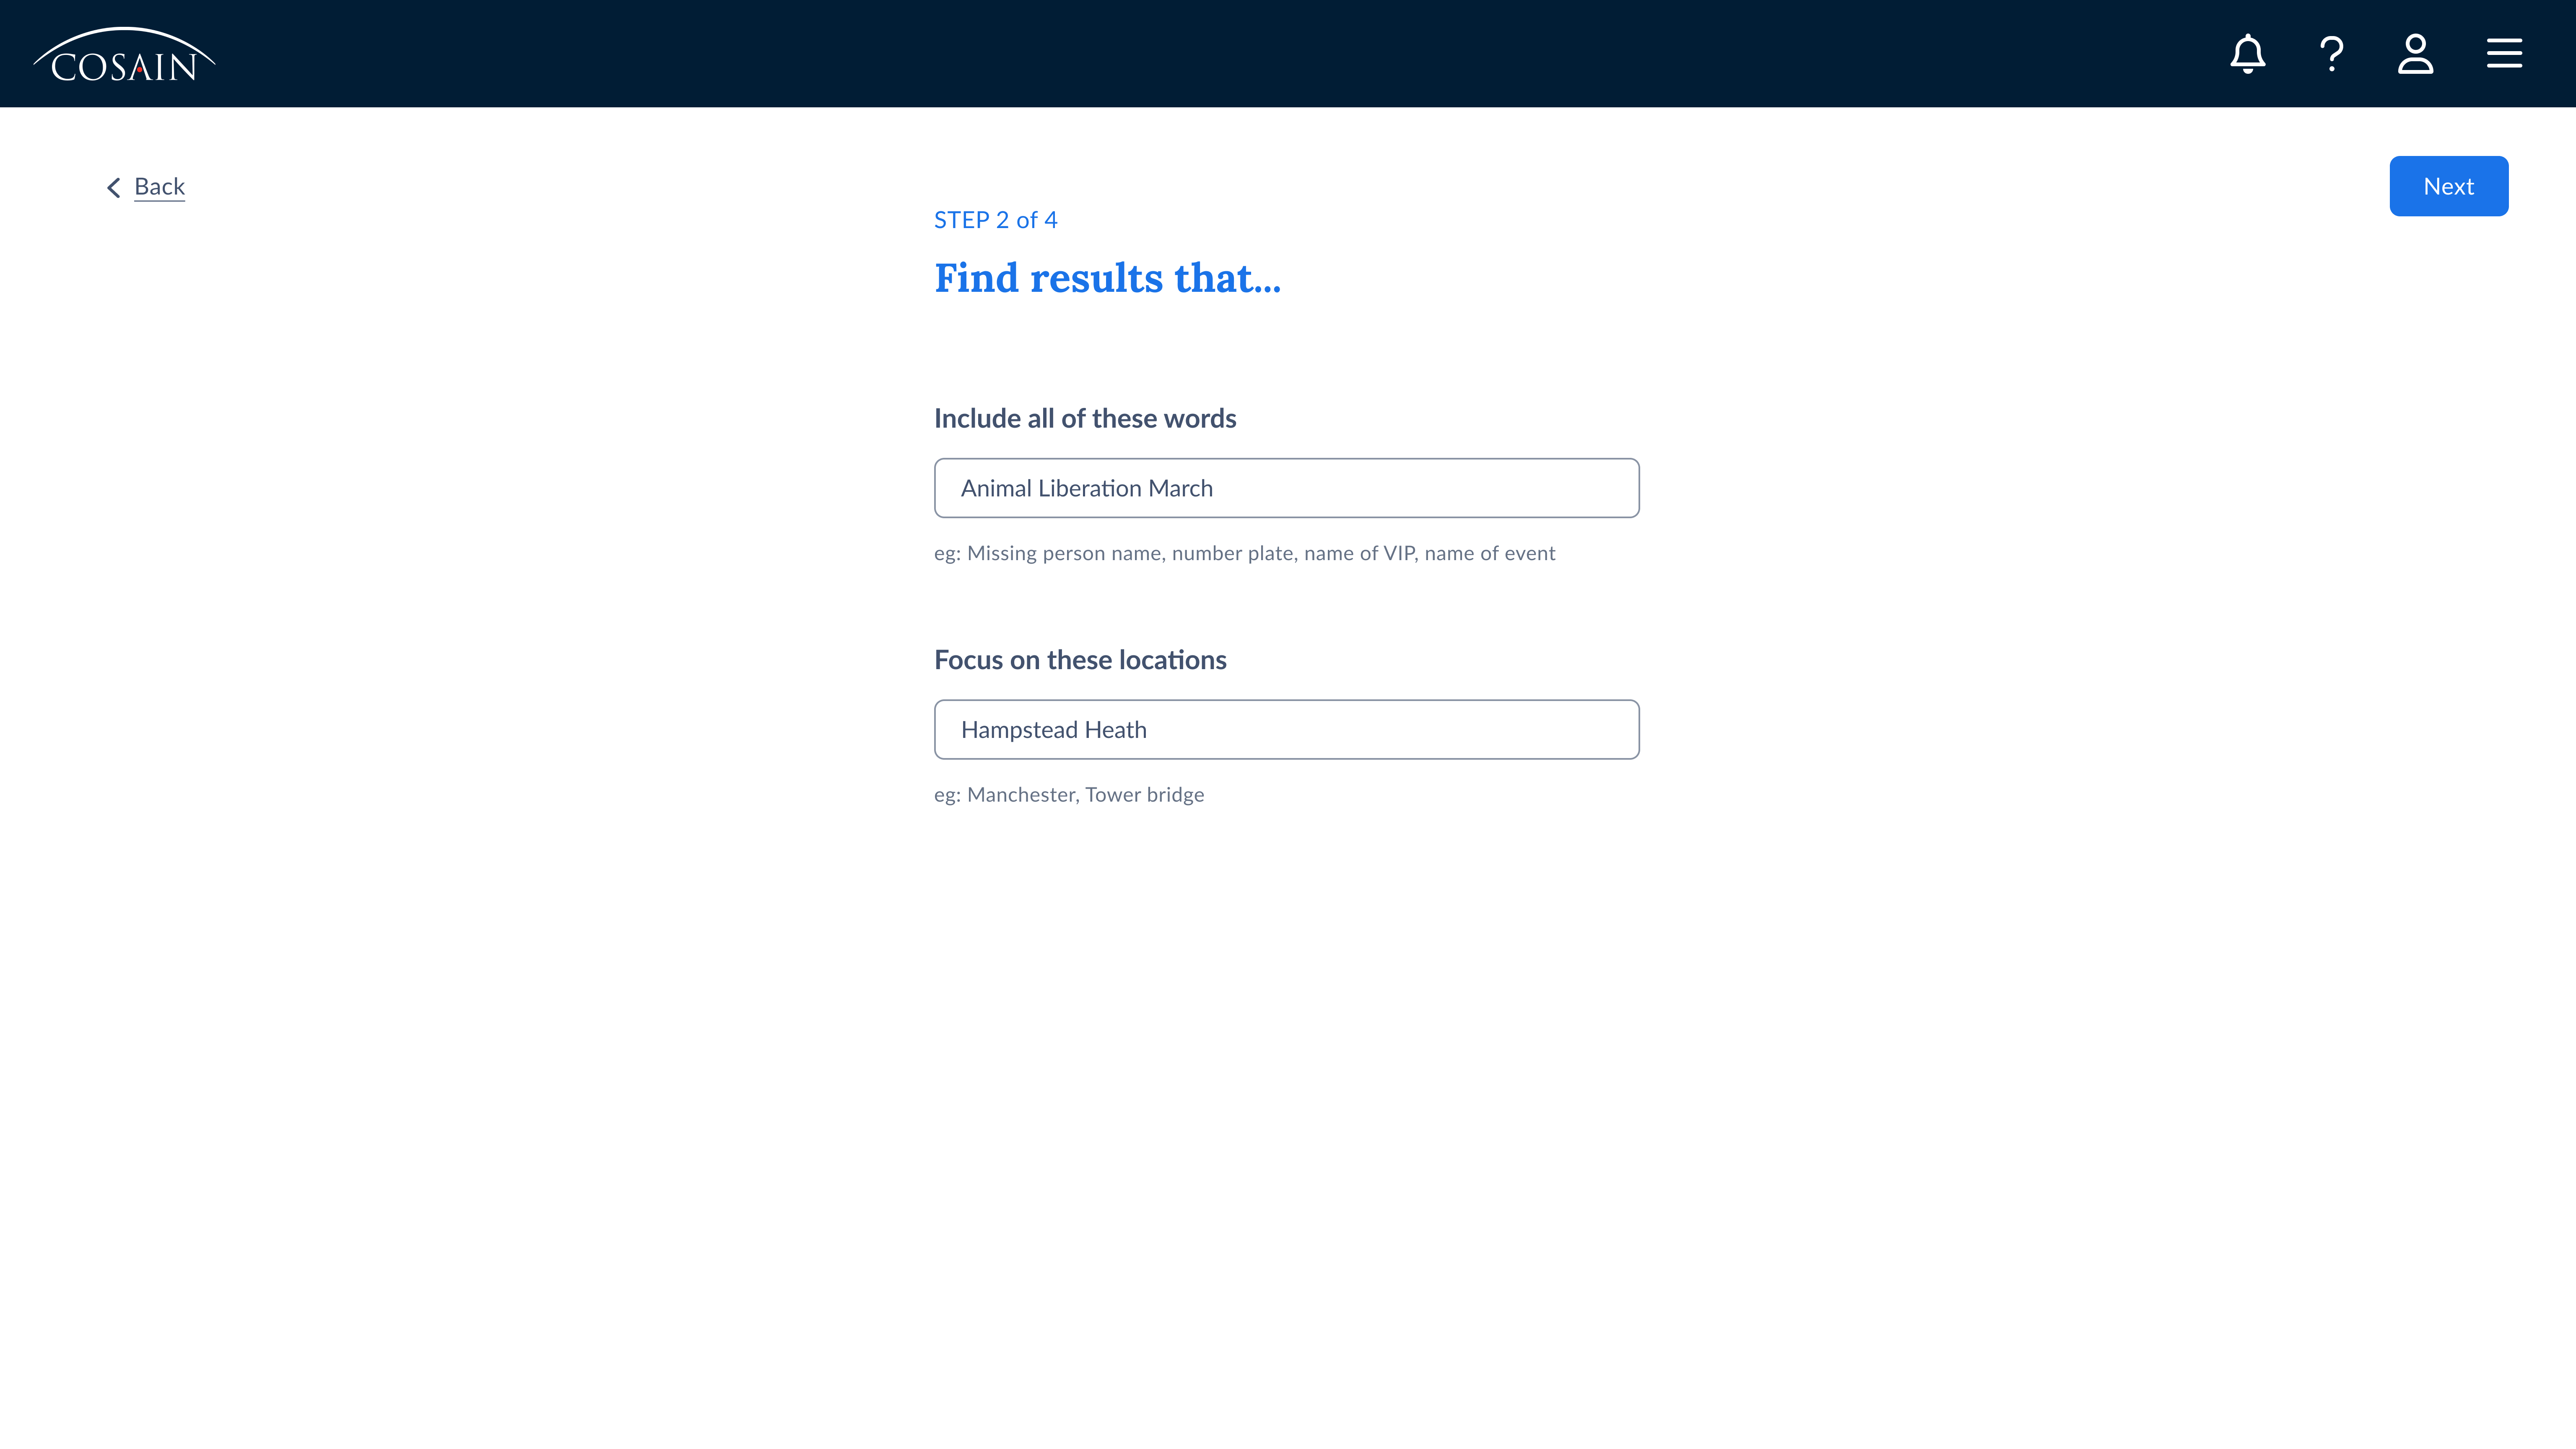 COSAIN
Back
Next
STEP 2 of 4
Find results that...
Include all of these words
Animal Liberation March
eg: Missing person name, number plate, name of VIP, name of event
Focus on these locations
Hampstead Heath
eg: Manchester, Tower bridge